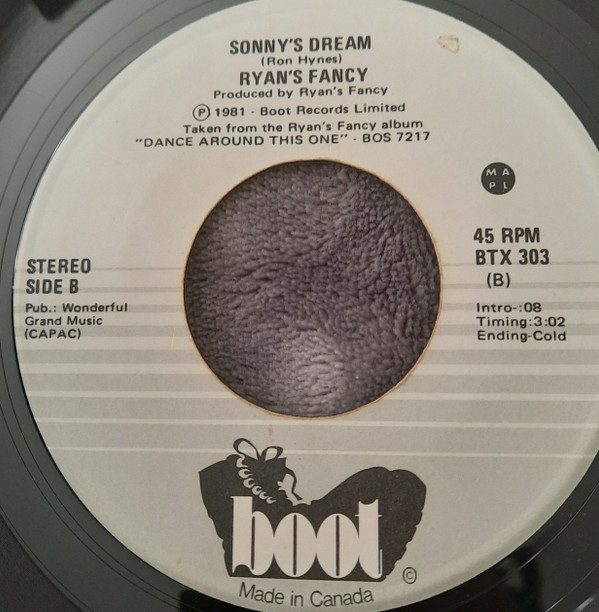 SONNY'S DREAM
(Ron Hynes)
RYAN'S FANCY
Produced by Ryan's Fancy
Ⓟ 1981 - Boot Records Limited
Taken from the Ryan's Fancy album
"DANCE AROUND THIS ONE" - BOS 7217
M A
P L
STEREO
SIDE B
Pub.: Wonderful
Grand Music
(CAPAC)
45 RPM
BTX 303
(B)
Intro-:08
Timing:3:02
Ending-Cold
boot
©
Made in Canada